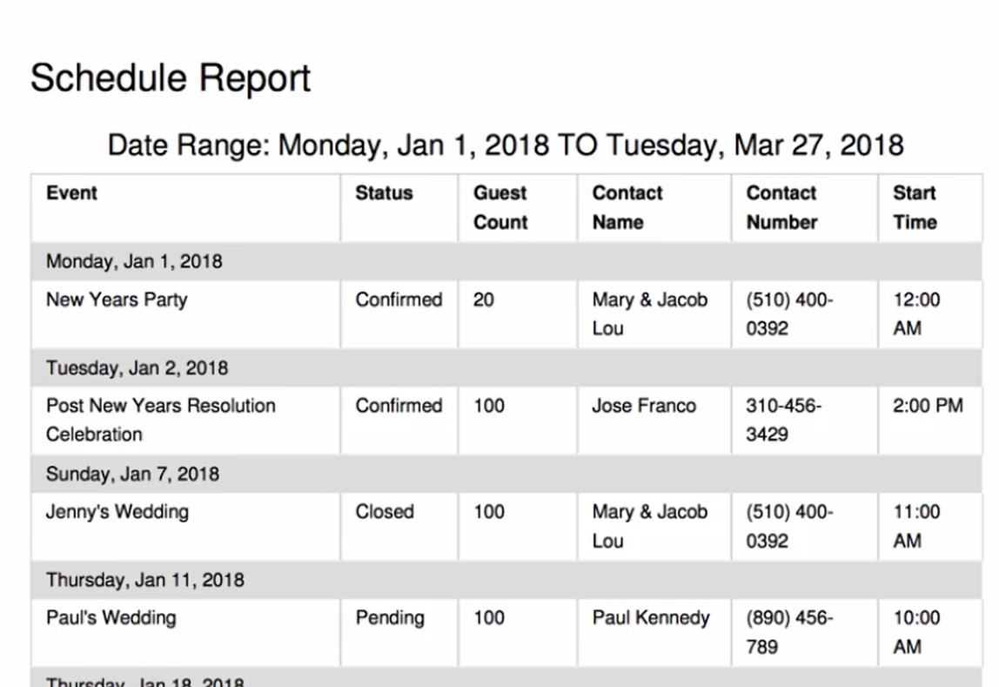 Schedule Report
Date Range: Monday, Jan 1, 2018 TO Tuesday, Mar 27, 2018
Event Status Guest Count Contact Name Contact Number Start Time
Monday, Jan 1, 2018
New Years Party Confirmed 20 Mary & Jacob Lou (510) 400-0392 12:00 AM
Tuesday, Jan 2, 2018
Post New Years Resolution Celebration Confirmed 100 Jose Franco 310-456-3429 2:00 PM
Sunday, Jan 7, 2018
Jenny's Wedding Closed 100 Mary & Jacob Lou (510) 400-0392 11:00 AM
Thursday, Jan 11, 2018
Paul's Wedding Pending 100 Paul Kennedy (890) 456-789 10:00 AM
Thursday, Jan 18, 2018